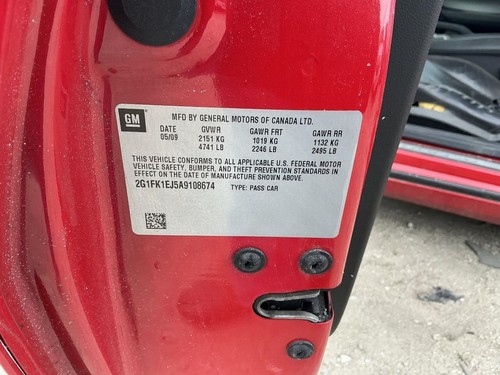 GM
MFD BY GENERAL MOTORS OF CANADA LTD.
DATE GVWR GAWR FRT GAWR RR
05/09 2151 KG 1019 KG 1132 KG
4741 LB 2246 LB 2495 LB
THIS VEHICLE CONFORMS TO ALL APPLICABLE U.S. FEDERAL MOTOR
VEHICLE SAFETY, BUMPER, AND THEFT PREVENTION STANDARDS IN
EFFECT ON THE DATE OF MANUFACTURE SHOWN ABOVE.
2G1FK1EJ5A9108674 TYPE: PASS CAR